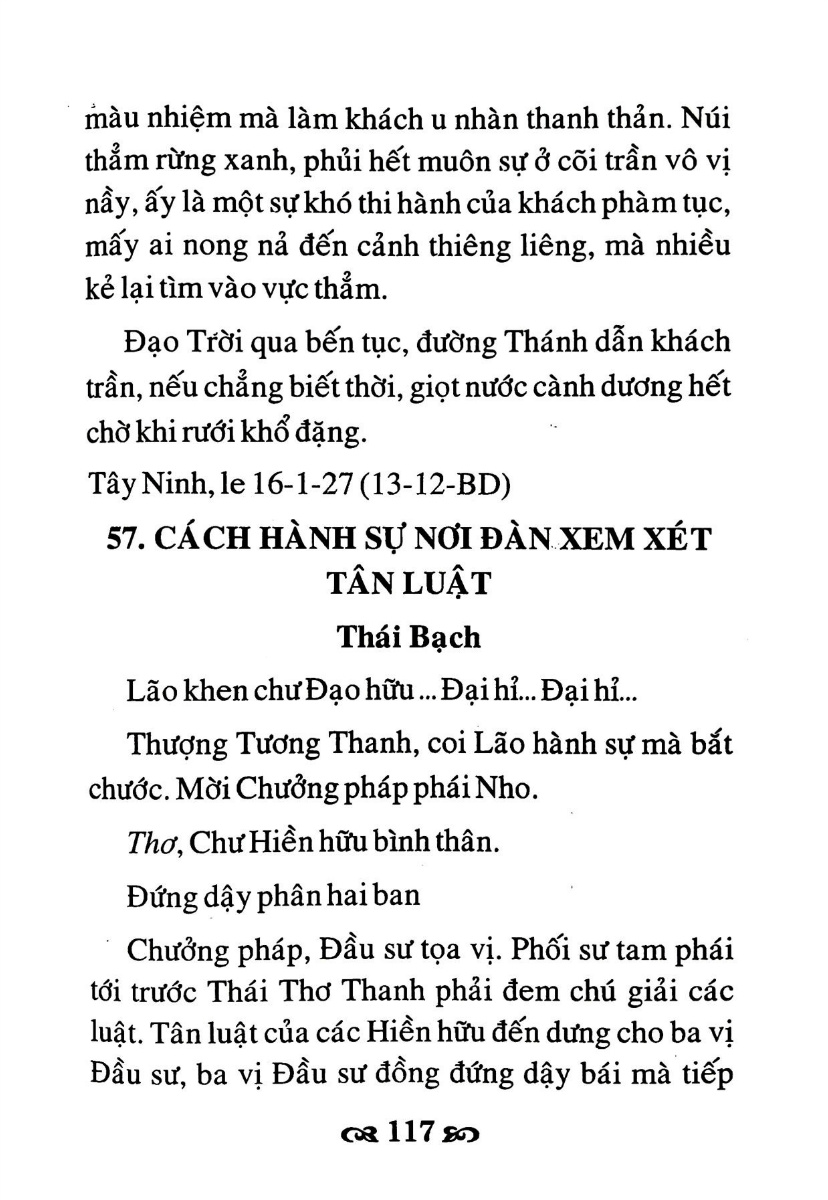 màu nhiệm mà làm khách u nhàn thanh thản. Núi
thẳm rừng xanh, phủi hết muôn sự ở cõi trần vô vị
nầy, ấy là một sự khó thi hành của khách phàm tục,
mấy ai nong nả đến cảnh thiêng liêng, mà nhiều
kẻ lại tìm vào vực thẳm.
Đạo Trời qua bến tục, đường Thánh dẫn khách
trần, nếu chẳng biết thời, giọt nước cành dương hết
chờ khi rưới khổ đặng.
Tây Ninh, le 16-1-27 (13-12-BD)
57. CÁCH HÀNH SỰ NƠI ĐÀN XEM XÉT
TÂN LUẬT
Thái Bạch
Lão khen chư Đạo hữu ... Đại hỉ... Đại hỉ...
Thượng Tương Thanh, coi Lão hành sự mà bắt
chước. Mời Chưởng pháp phái Nho.
Thơ, Chư Hiền hữu bình thân.
Đứng dậy phân hai ban
Chưởng pháp, Đầu sư tọa vị. Phối sư tam phái
tới trước Thái Thơ Thanh phải đem chú giải các
luật. Tân luật của các Hiền hữu đến dưng cho ba vị
Đầu sư, ba vị Đầu sư đồng đứng dậy bái mà tiếp
117